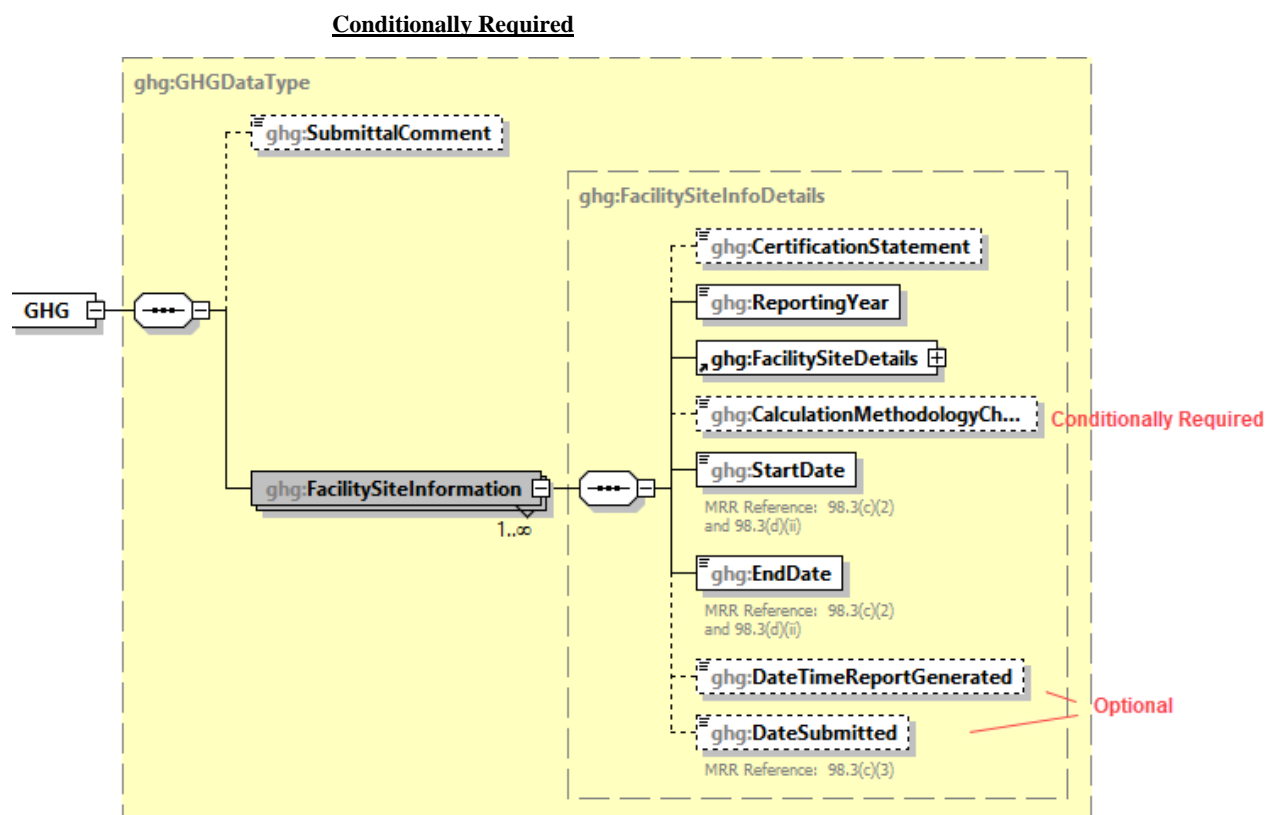 Conditionally Required
ghg:GHGDataType
ghg:SubmittalComment
ghg:FacilitySiteInfoDetails
ghg:CertificationStatement
ghg:ReportingYear
GHG
ghg:FacilitySiteDetails
ghg:CalculationMethodologyCh...
Conditionally Required
ghg:StartDate
MRR Reference: 98.3(c)(2)
and 98.3(d)(ii)
ghg:FacilitySiteInformation
1..∞
ghg:EndDate
MRR Reference: 98.3(c)(2)
and 98.3(d)(ii)
ghg:DateTimeReportGenerated
Optional
ghg:DateSubmitted
MRR Reference: 98.3(c)(3)